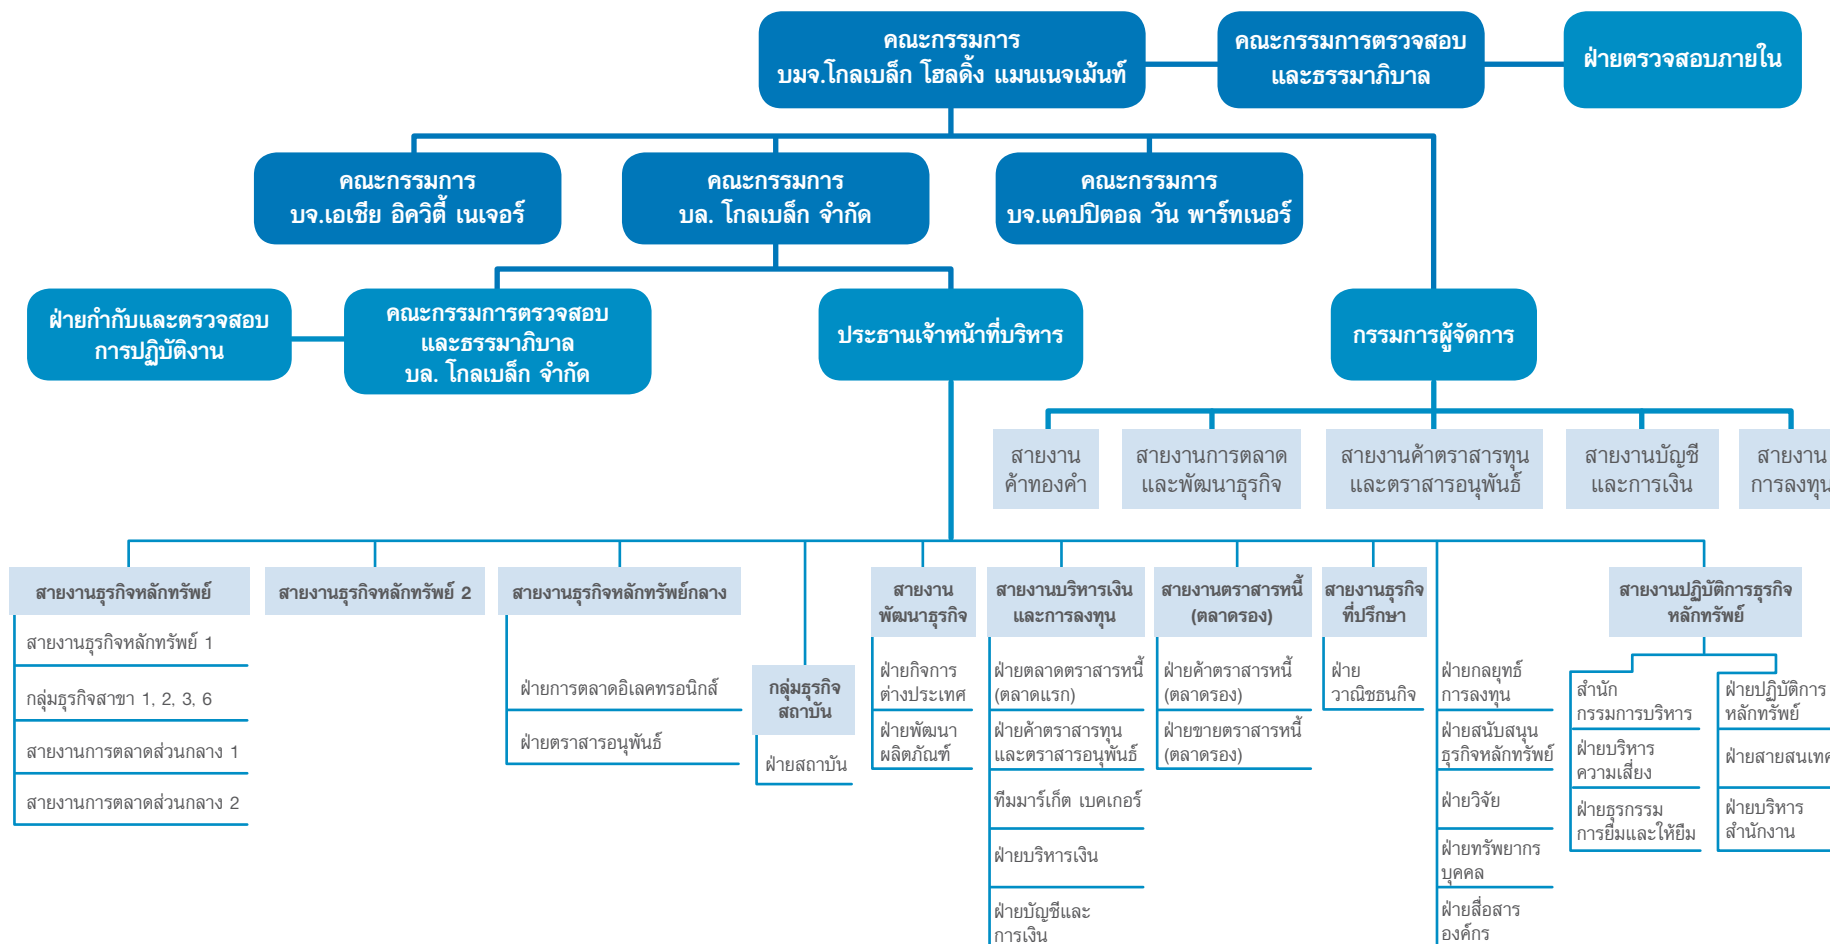 คณะกรรมการ
บมจ.โกลเบล็ก โฮลดิ้ง แมนเนจเม้นท์
คณะกรรมการตรวจสอบ
และธรรมาภิบาล
ฝ่ายตรวจสอบภายใน
คณะกรรมการ
บจ.เอเชีย อิควิตี้ เนเจอร์
คณะกรรมการ
บล. โกลเบล็ก จำกัด
คณะกรรมการ
บจ.แคปปิตอล วัน พาร์ทเนอร์
ฝ่ายกำกับและตรวจสอบ
การปฏิบัติงาน
คณะกรรมการตรวจสอบ
และธรรมาภิบาล
บล. โกลเบล็ก จำกัด
ประธานเจ้าหน้าที่บริหาร
กรรมการผู้จัดการ
สายงาน
ค้าทองคำ
สายงานการตลาด
และพัฒนาธุรกิจ
สายงานค้าตราสารทุน
และตราสารอนุพันธ์
สายงานบัญชี
และการเงิน
สายงาน
การลงทุน
สายงานธุรกิจหลักทรัพย์
สายงานธุรกิจหลักทรัพย์ 1
กลุ่มธุรกิจสาขา 1, 2, 3, 6
สายงานการตลาดส่วนกลาง 1
สายงานการตลาดส่วนกลาง 2
สายงานธุรกิจหลักทรัพย์ 2
สายงานธุรกิจหลักทรัพย์กลาง
ฝ่ายการตลาดอิเลคทรอนิกส์
ฝ่ายตราสารอนุพันธ์
กลุ่มธุรกิจ
สถาบัน
ฝ่ายสถาบัน
สายงาน
พัฒนาธุรกิจ
ฝ่ายกิจการ
ต่างประเทศ
ฝ่ายพัฒนา
ผลิตภัณฑ์
สายงานบริหารเงิน
และการลงทุน
ฝ่ายตลาดตราสารหนี้
(ตลาดแรก)
ฝ่ายค้าตราสารทุน
และตราสารอนุพันธ์
ทีมมาร์เก็ต เบคเกอร์
ฝ่ายบริหารเงิน
ฝ่ายบัญชีและ
การเงิน
สายงานตราสารหนี้
(ตลาดรอง)
ฝ่ายค้าตราสารหนี้
(ตลาดรอง)
ฝ่ายขายตราสารหนี้
(ตลาดรอง)
สายงานธุรกิจ
ที่ปรึกษา
ฝ่าย
วาณิชธนกิจ
ฝ่ายกลยุทธ์
การลงทุน
ฝ่ายสนับสนุน
ธุรกิจหลักทรัพย์
ฝ่ายวิจัย
ฝ่ายทรัพยากร
บุคคล
ฝ่ายสื่อสาร
องค์กร
สายงานปฏิบัติการธุรกิจ
หลักทรัพย์
สำนัก
กรรมการบริหาร
ฝ่ายบริหาร
ความเสี่ยง
ฝ่ายธุรกรรม
การยืมและให้ยืม
ฝ่ายปฏิบัติการ
หลักทรัพย์
ฝ่ายสายสนเทศ
ฝ่ายบริหาร
สำนักงาน